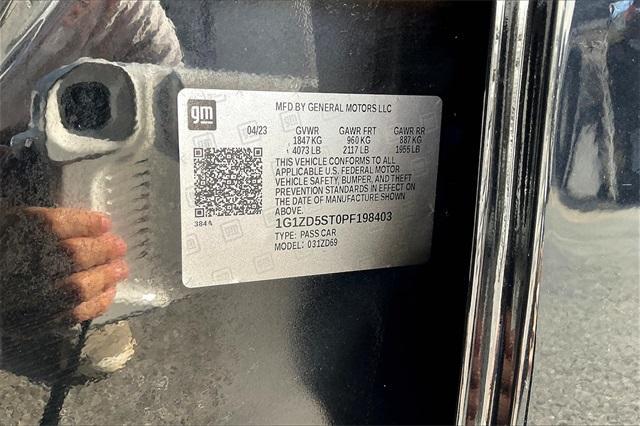 gm
MFD BY GENERAL MOTORS LLC
04/23 GVWR GAWR FRT GAWR RR
1847 KG 960 KG 887 KG
4073 LB 2117 LB 1955 LB
THIS VEHICLE CONFORMS TO ALL
APPLICABLE U.S. FEDERAL MOTOR
VEHICLE SAFETY, BUMPER, AND THEFT
PREVENTION STANDARDS IN EFFECT ON
THE DATE OF MANUFACTURE SHOWN
ABOVE.
384A
1G1ZD5ST0PF198403
TYPE: PASS CAR
MODEL: 031ZD69